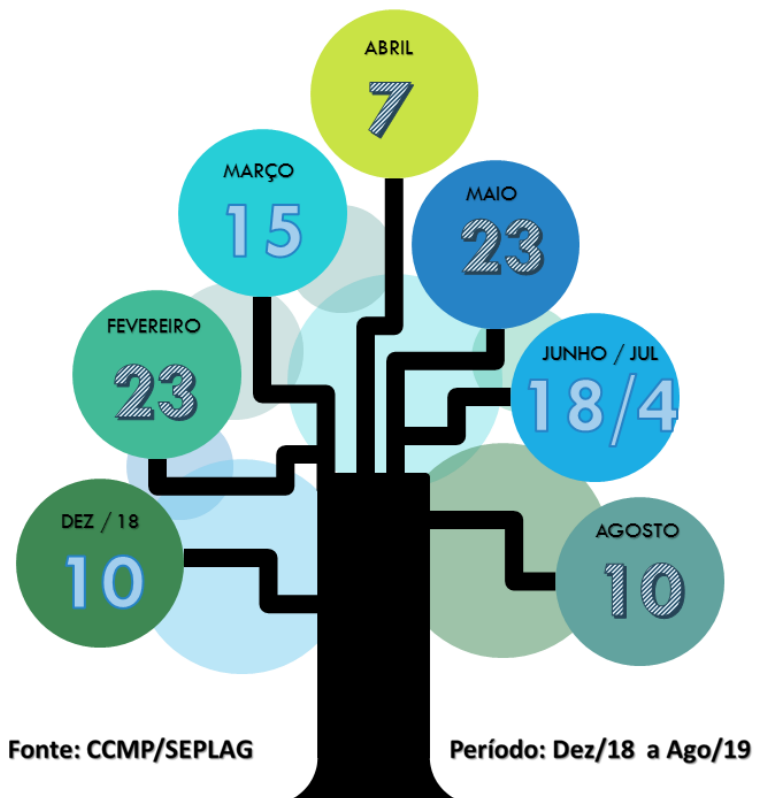 ABRIL
7
MARÇO
15
MAIO
23
FEVEREIRO
23
JUNHO / JUL
18/4
DEZ / 18
10
AGOSTO
10
Fonte: CCMP/SEPLAG
Período: Dez/18 a Ago/19